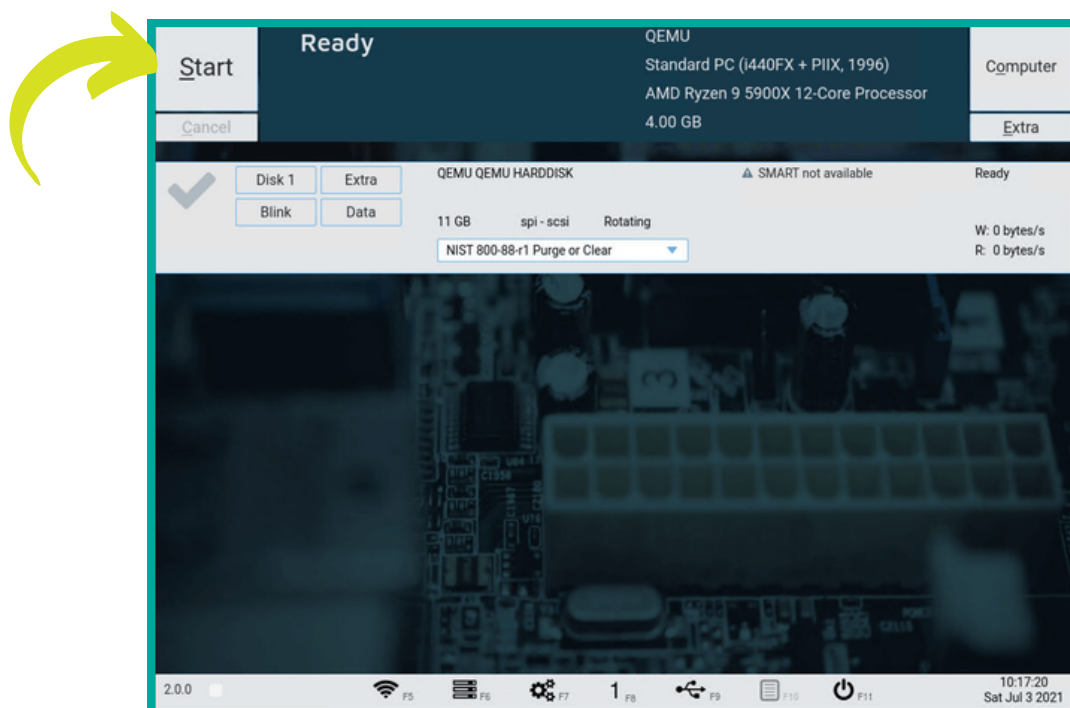 Start
Ready
QEMU
Standard PC (i440FX + PIIX, 1996)
AMD Ryzen 9 5900X 12-Core Processor
4.00 GB
Computer
Cancel
Extra
Disk 1
Extra
QEMU QEMU HARDDISK
SMART not available
Ready
Blink
Data
11 GB
spi - scsi
Rotating
W: 0 bytes/s
NIST 800-88-r1 Purge or Clear
R: 0 bytes/s
3
C1558
U76
2.0.0
F5
F6
F7
1 F8
F9
F10
F11
10:17:20
Sat Jul 3 2021